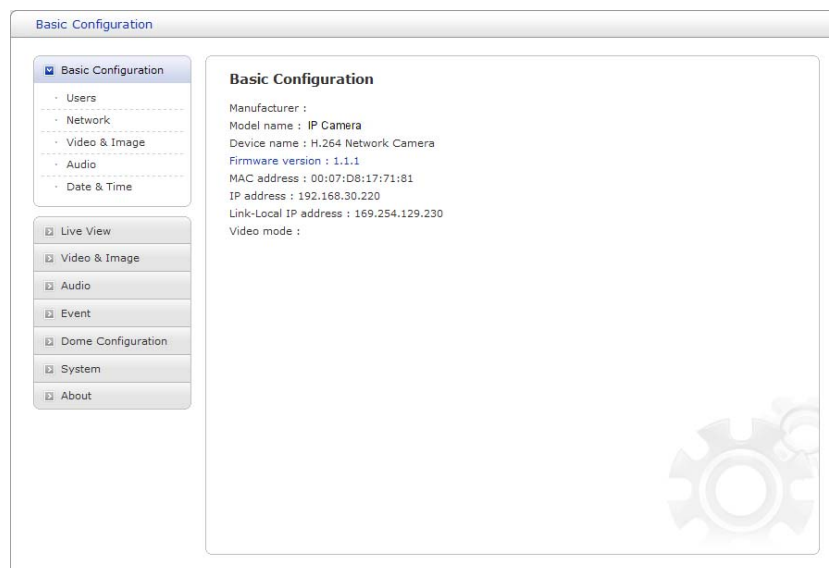 Basic Configuration
Basic Configuration
Users
Network
Video & Image
Audio
Date & Time
Live View
Video & Image
Audio
Event
Dome Configuration
System
About
Basic Configuration
Manufacturer :
Model name : IP Camera
Device name : H.264 Network Camera
Firmware version : 1.1.1
MAC address : 00:07:D8:17:71:81
IP address : 192.168.30.220
Link-Local IP address : 169.254.129.230
Video mode :